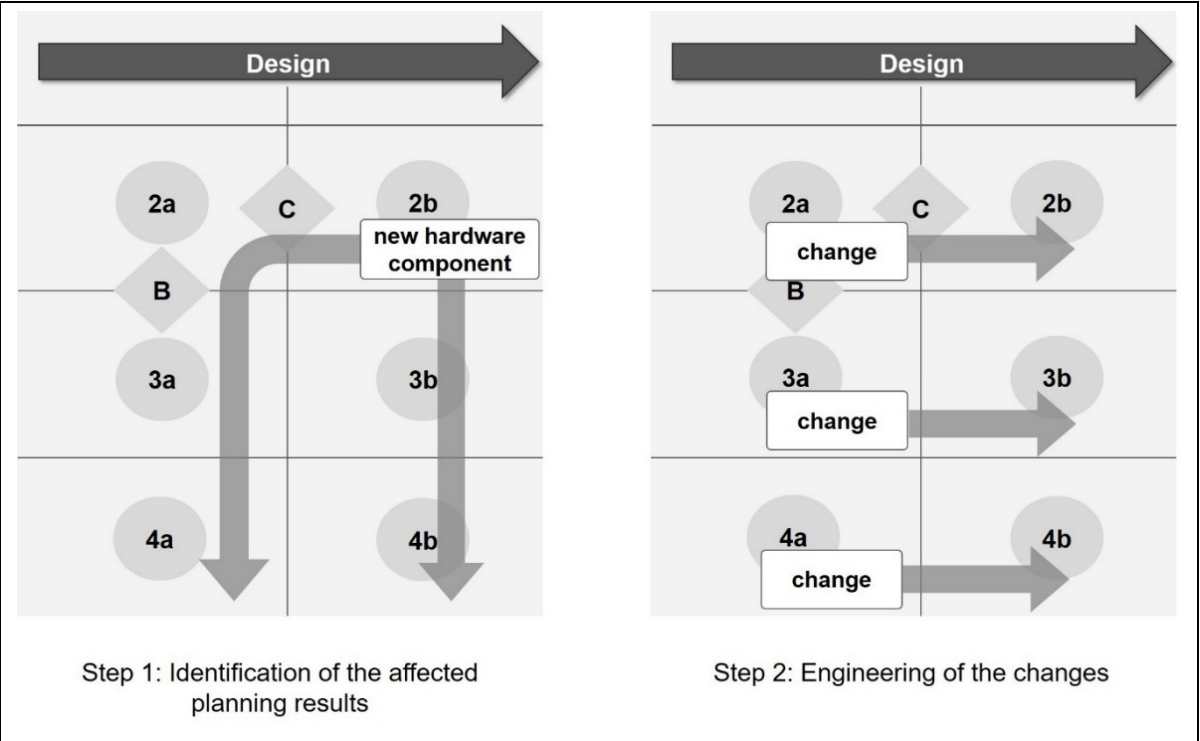 Design
2a
C
2b
new hardware
component
B
3a
3b
4a
4b
Step 1: Identification of the affected
planning results
Design
2a
C
2b
change
B
3a
3b
change
4a
4b
change
Step 2: Engineering of the changes